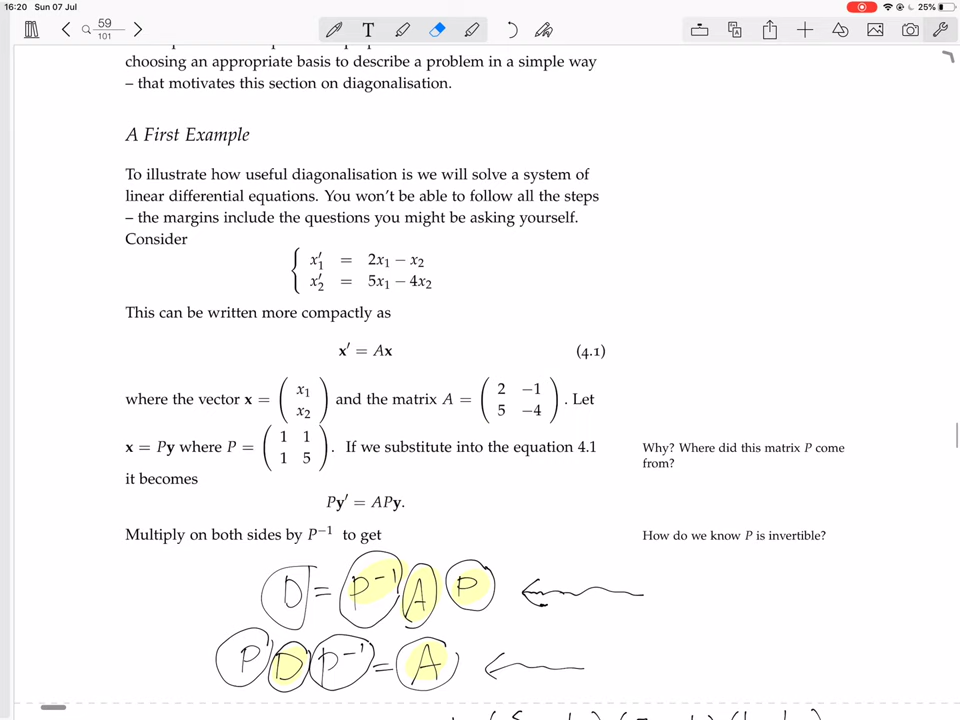 16:20 Sun 07 Jul
25%
59
101
T
choosing an appropriate basis to describe a problem in a simple way
– that motivates this section on diagonalisation.
A First Example
To illustrate how useful diagonalisation is we will solve a system of
linear differential equations. You won't be able to follow all the steps
– the margins include the questions you might be asking yourself.
Consider
{ x₁′ = 2x₁ − x₂
x₂′ = 5x₁ − 4x₂
This can be written more compactly as
x′ = Ax (4.1)
where the vector x = ( x₁ x₂ ) and the matrix A = ( 2 −1 5 −4 ). Let
x = Py where P = ( 1 1 1 5 ). If we substitute into the equation 4.1
Why? Where did this matrix P come
from?
it becomes
Py′ = APy.
Multiply on both sides by P⁻¹ to get
How do we know P is invertible?
D = P⁻¹ A P
P D P⁻¹ = A